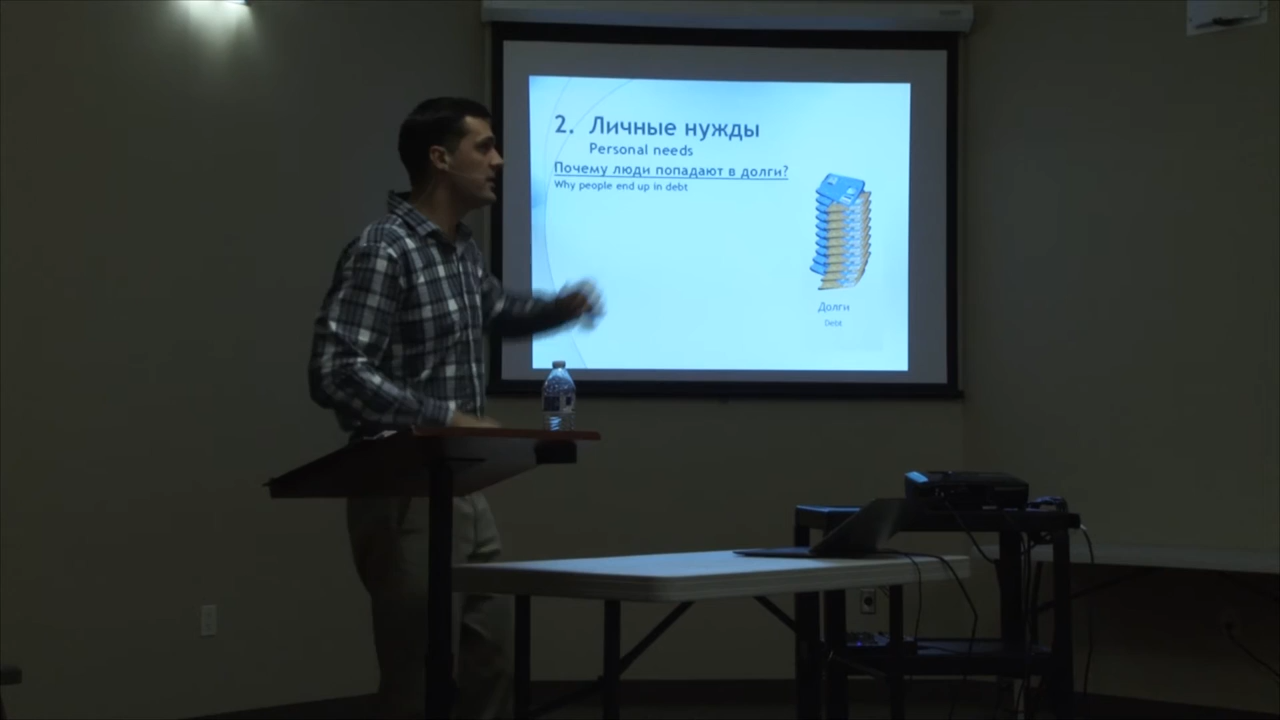 2. Личные нужды
Personal needs
Почему люди попадают в долги?
Why people end up in debt
Долги
Debt